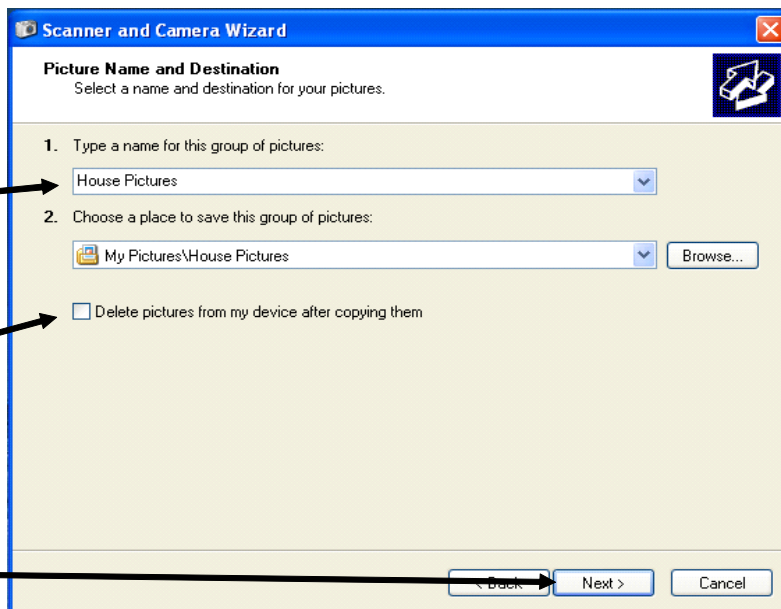 Scanner and Camera Wizard
Picture Name and Destination
Select a name and destination for your pictures.
1. Type a name for this group of pictures:
House Pictures
2. Choose a place to save this group of pictures:
My Pictures\House Pictures Browse...
Delete pictures from my device after copying them
< Back Next > Cancel